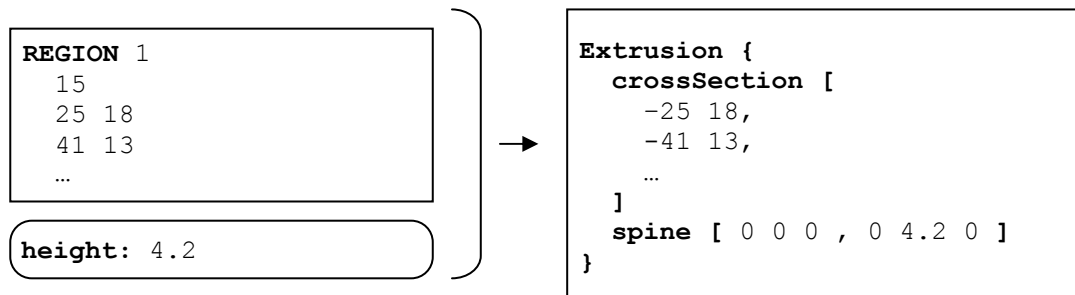 REGION 1
15
25 18
41 13
…
height: 4.2
Extrusion {
crossSection [
–25 18,
-41 13,
…
]
spine [ 0 0 0 , 0 4.2 0 ]
}